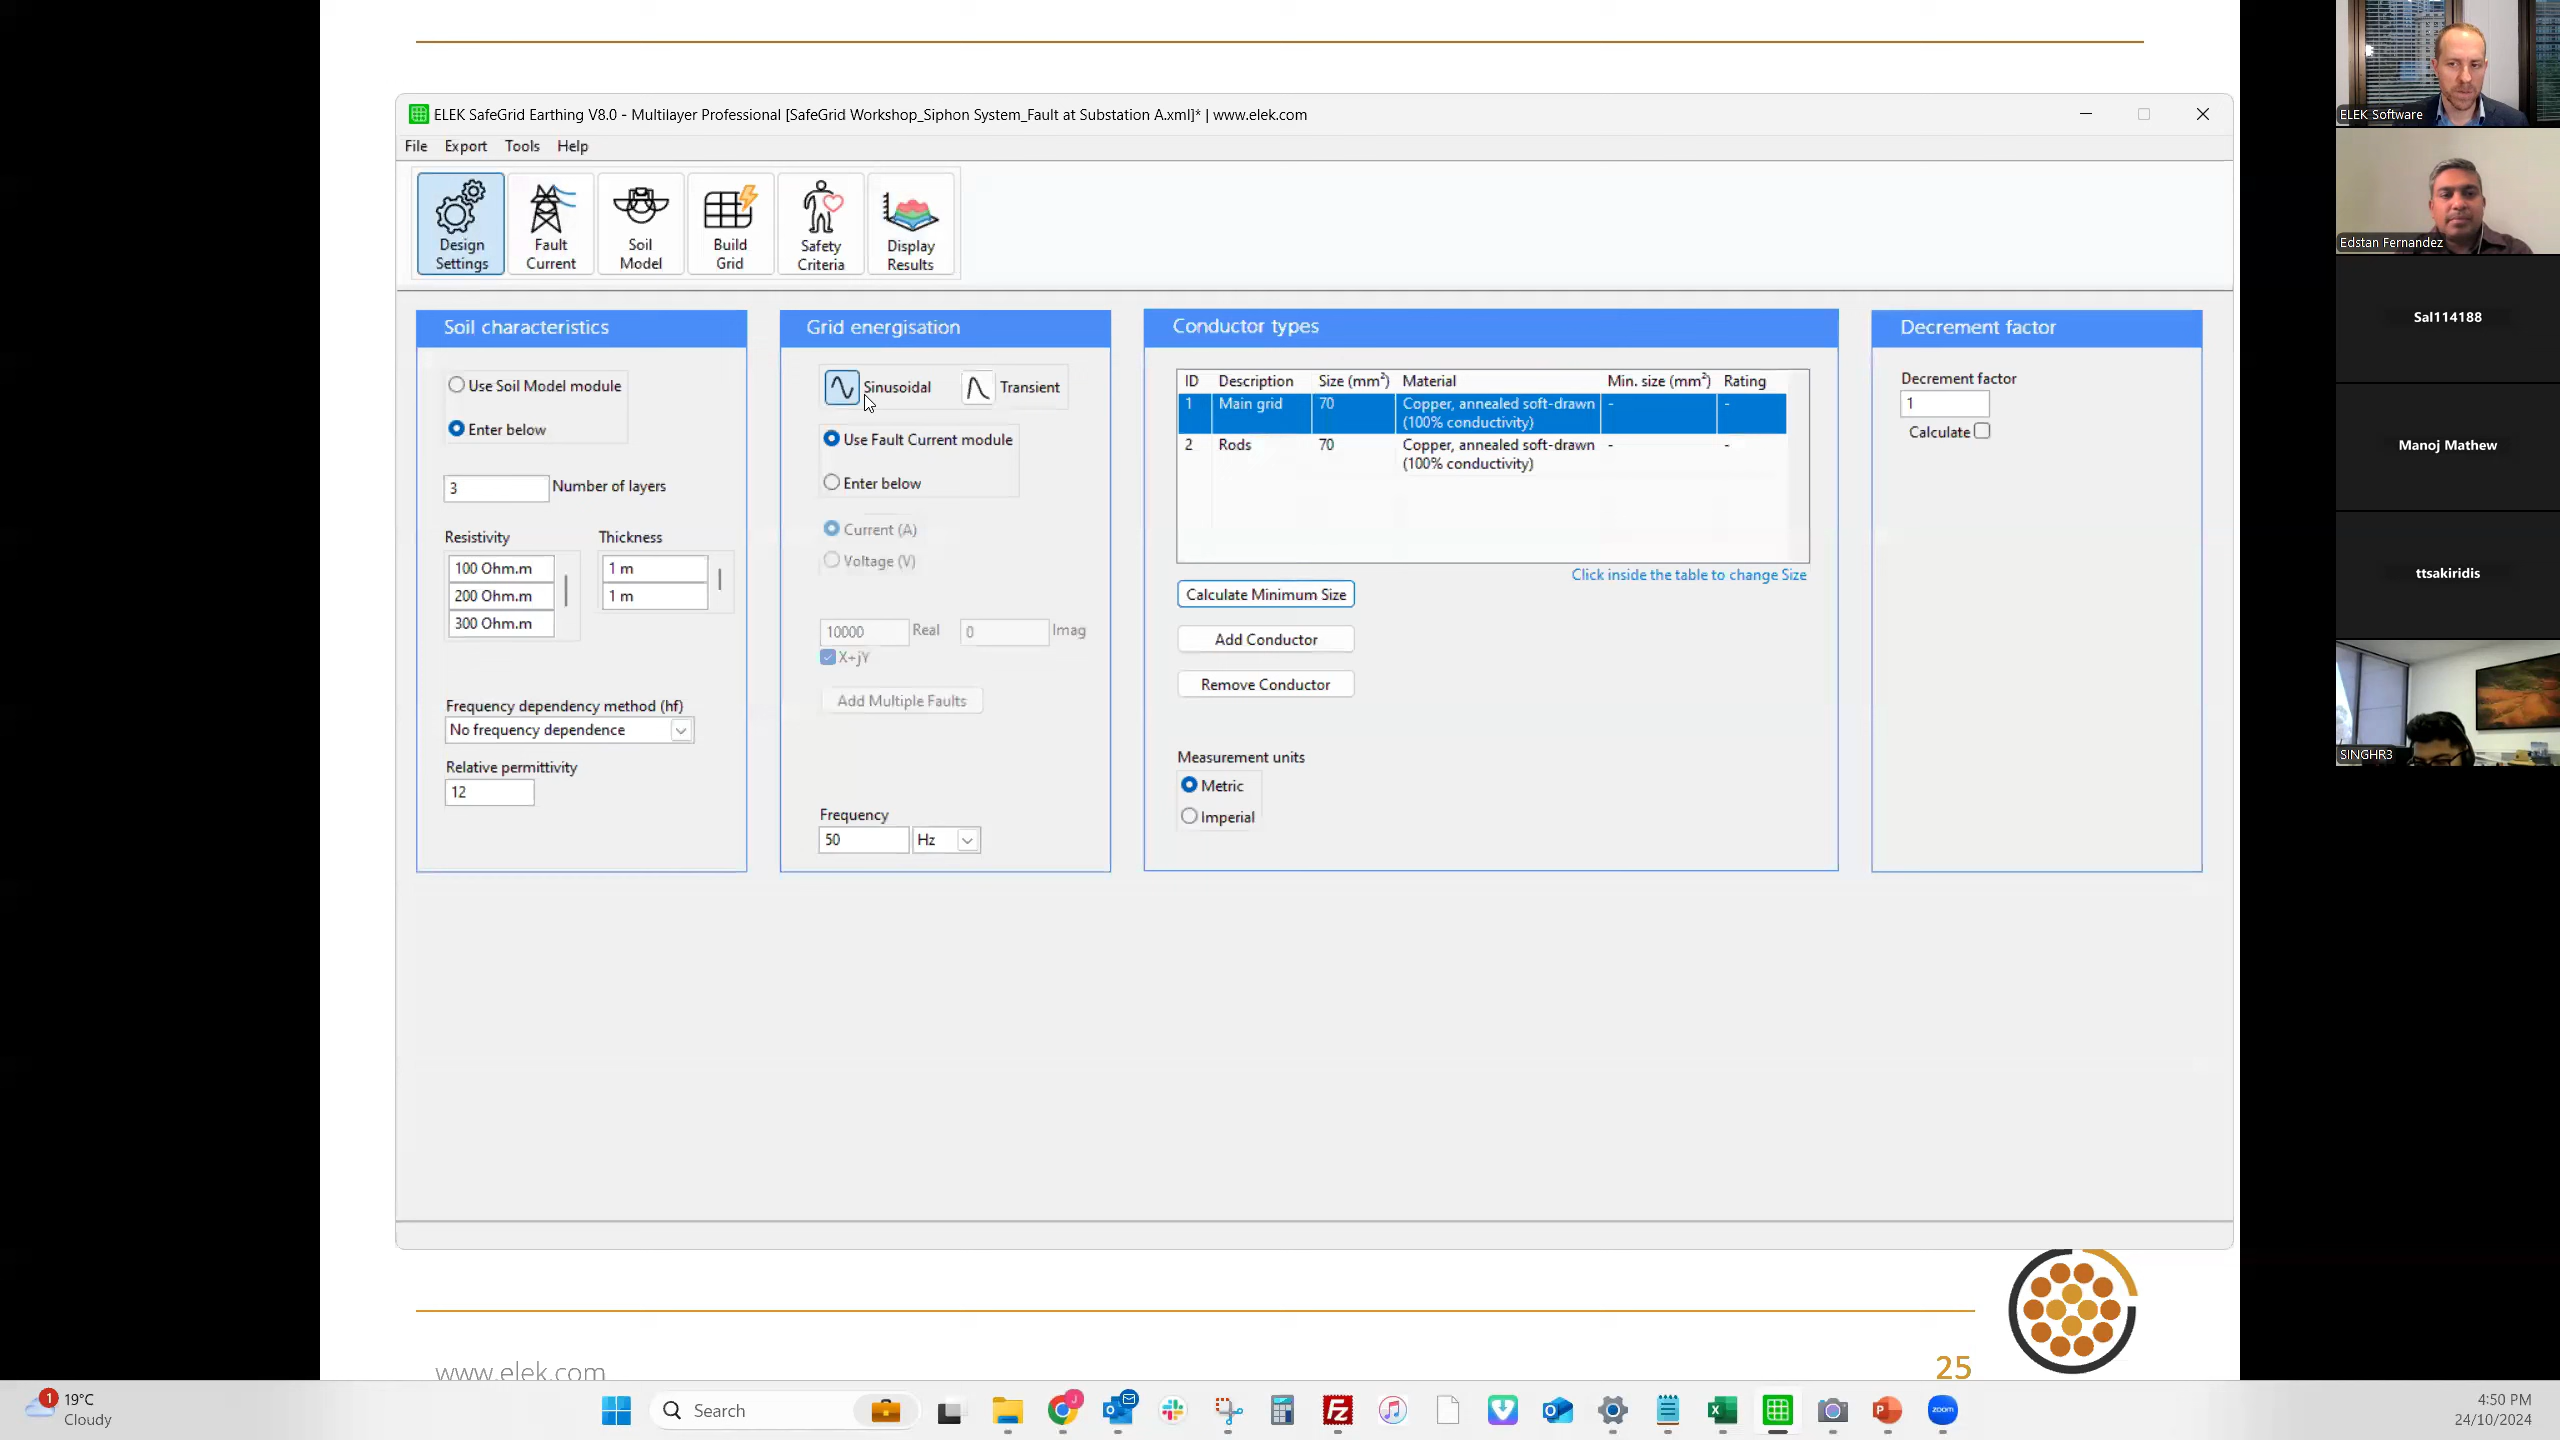 ELEK SafeGrid Earthing V8.0 - Multilayer Professional [SafeGrid Workshop_Siphon System_Fault at Substation A.xml]* | www.elek.com
File Export Tools Help
Design Settings
Fault Current
Soil Model
Build Grid
Safety Criteria
Display Results
Soil characteristics
Use Soil Model module
Enter below
3 Number of layers
Resistivity Thickness
100 Ohm.m 1 m
200 Ohm.m 1 m
300 Ohm.m
Frequency dependency method (hf)
No frequency dependence
Relative permittivity
12
Grid energisation
Sinusoidal Transient
Use Fault Current module
Enter below
Current (A)
Voltage (V)
10000 Real 0 Imag
X+jY
Add Multiple Faults
Frequency
50 Hz
Conductor types
ID Description Size (mm²) Material Min. size (mm²) Rating
1 Main grid 70 Copper, annealed soft-drawn - -
(100% conductivity)
2 Rods 70 Copper, annealed soft-drawn - -
(100% conductivity)
Click inside the table to change Size
Calculate Minimum Size
Add Conductor
Remove Conductor
Measurement units
Metric
Imperial
Decrement factor
Decrement factor
1
Calculate
www.elek.com
25
ELEK Software
Edstan Fernandez
Sal114188
Manoj Mathew
ttsakiridis
SINGHR3
1
19°C
Cloudy
Search
J
Fz
zoom
4:50 PM
24/10/2024